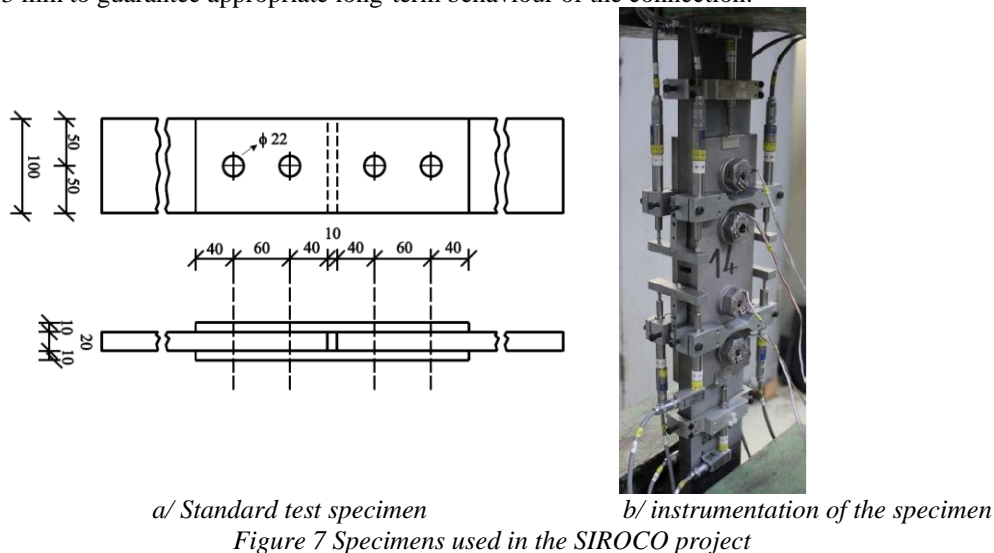 3 mm to guarantee appropriate long-term behaviour of the connection.
ϕ 22
50
100
50
10
40 60 40 40 60 40
10
20
10
14
a/ Standard test specimen b/ instrumentation of the specimen
Figure 7 Specimens used in the SIROCO project